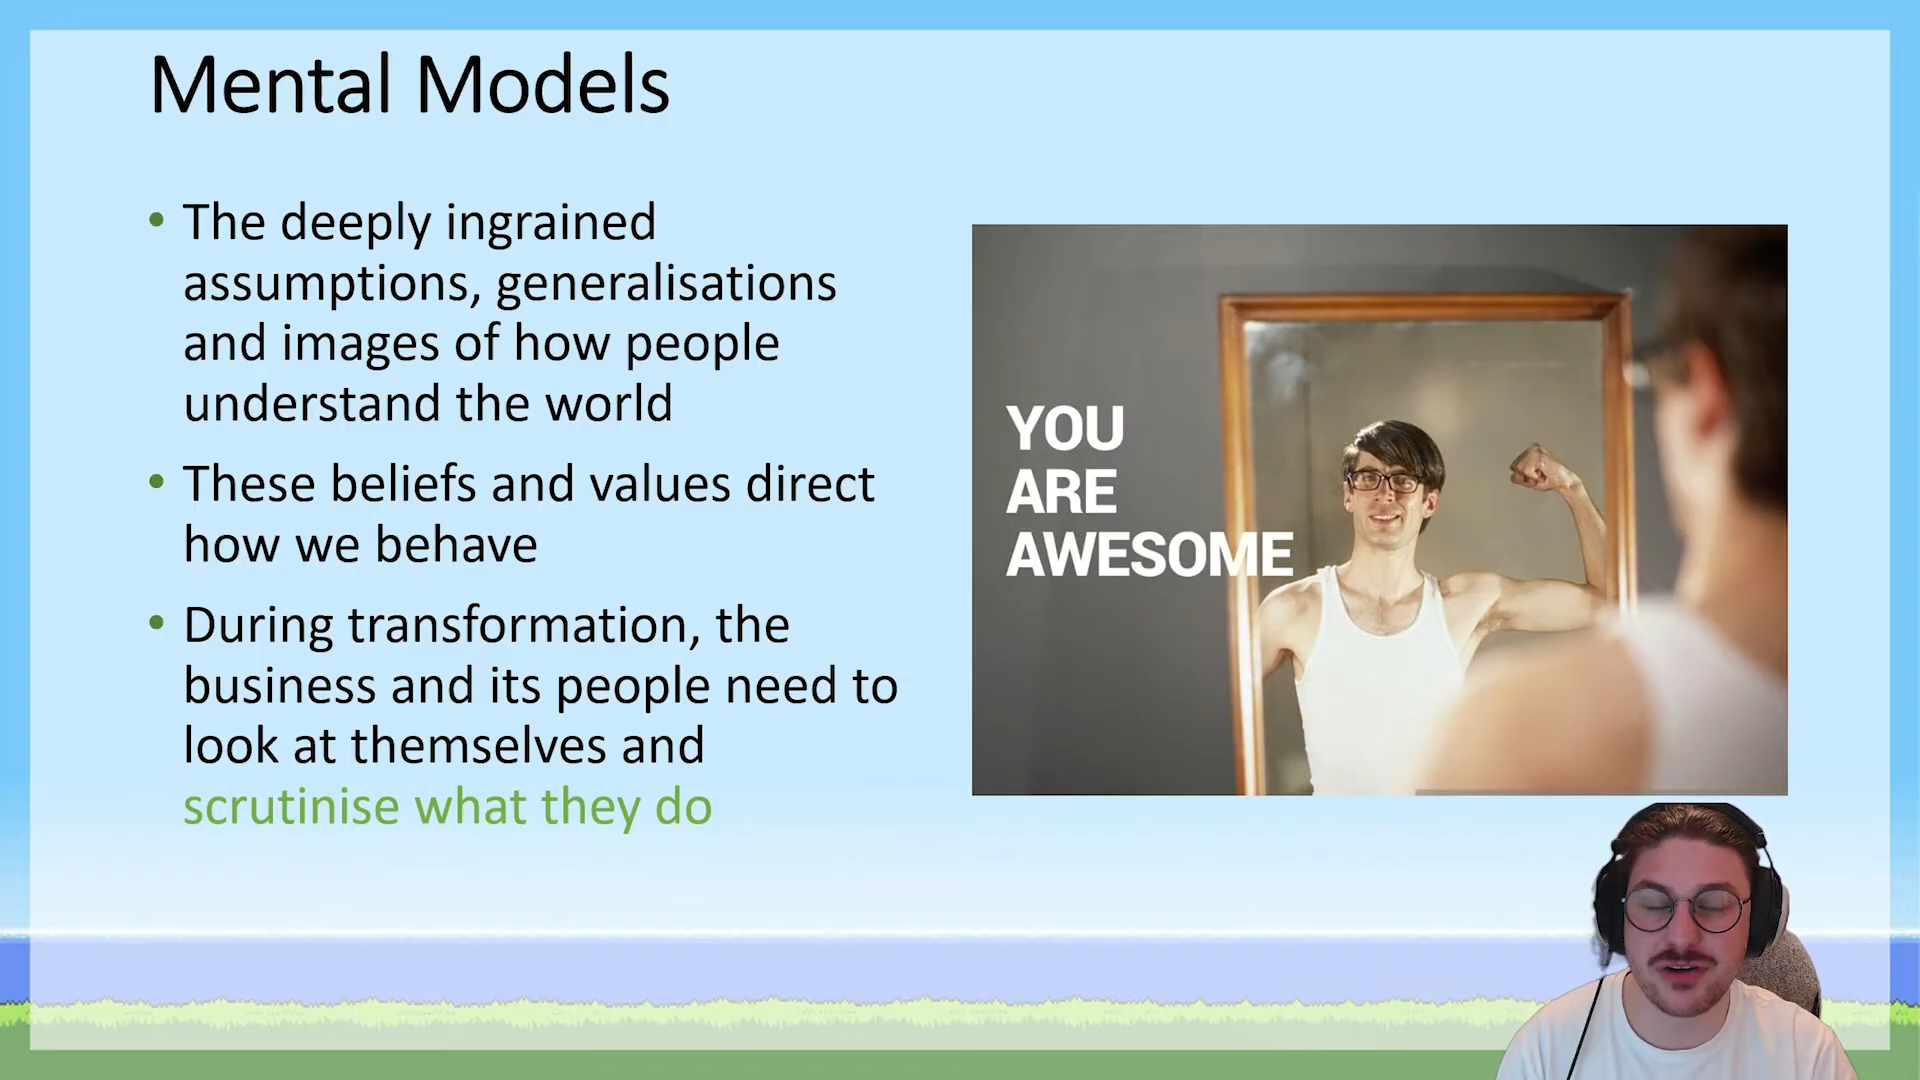 Mental Models
• The deeply ingrained
assumptions, generalisations
and images of how people
understand the world
• These beliefs and values direct
how we behave
• During transformation, the
business and its people need to
look at themselves and
scrutinise what they do
YOU
ARE
AWESOME